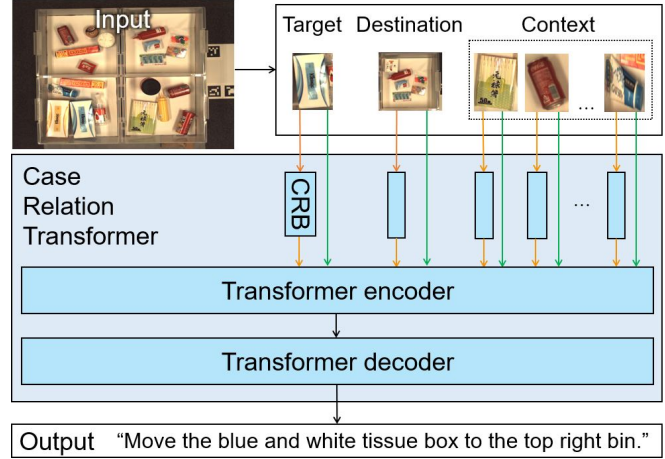 Input
Target
Destination
Context
...
Case
Relation
Transformer
CRB
...
Transformer encoder
Transformer decoder
Output “Move the blue and white tissue box to the top right bin.”